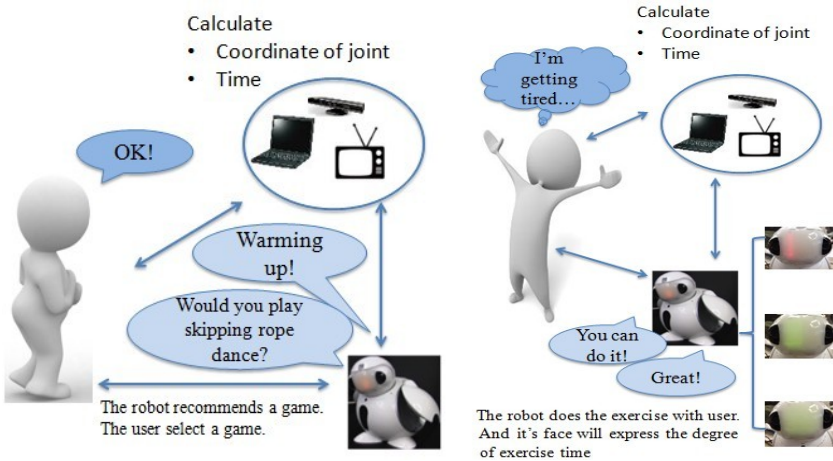 Calculate
• Coordinate of joint
• Time
OK!
Warming
up!
Would you play
skipping rope
dance?
The robot recommends a game.
The user select a game.
Calculate
• Coordinate of joint
• Time
I'm
getting
tired...
You can
do it!
Great!
The robot does the exercise with user.
And it's face will express the degree
of exercise time